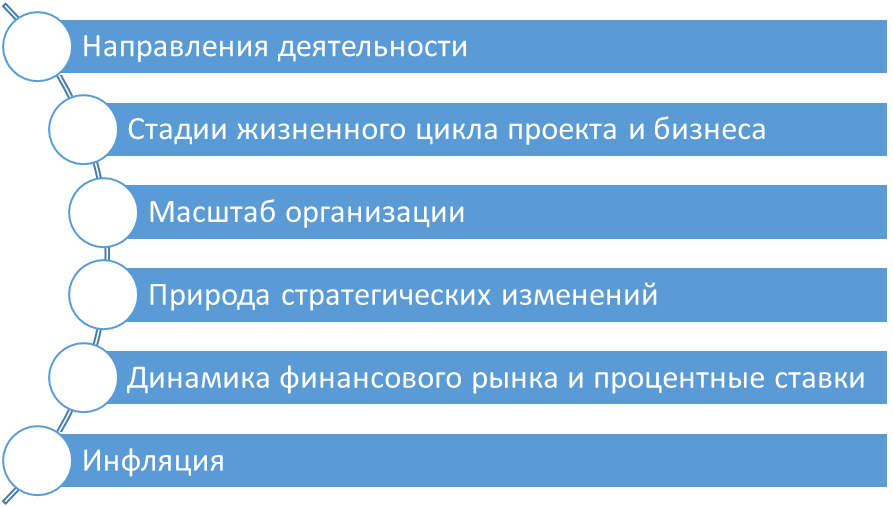 Направления деятельности
Стадии жизненного цикла проекта и бизнеса
Масштаб организации
Природа стратегических изменений
Динамика финансового рынка и процентные ставки
Инфляция